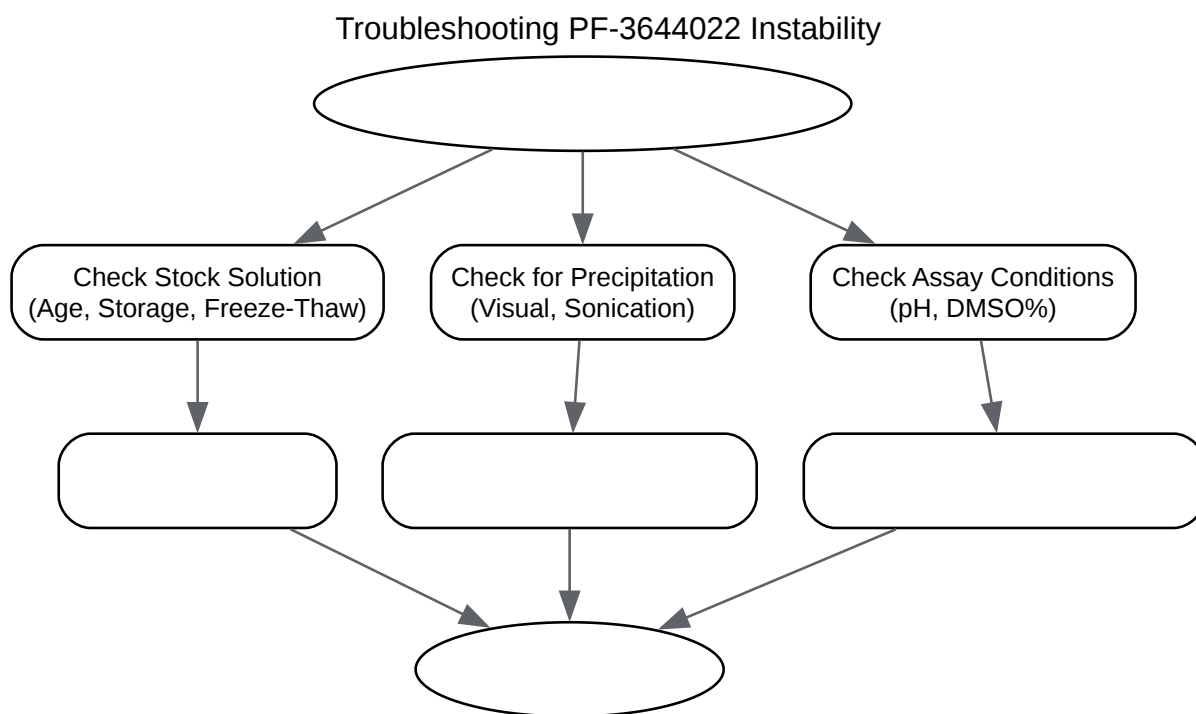 Troubleshooting PF-3644022 Instability
Check Stock Solution
(Age, Storage, Freeze-Thaw)
Check for Precipitation
(Visual, Sonication)
Check Assay Conditions
(pH, DMSO%)